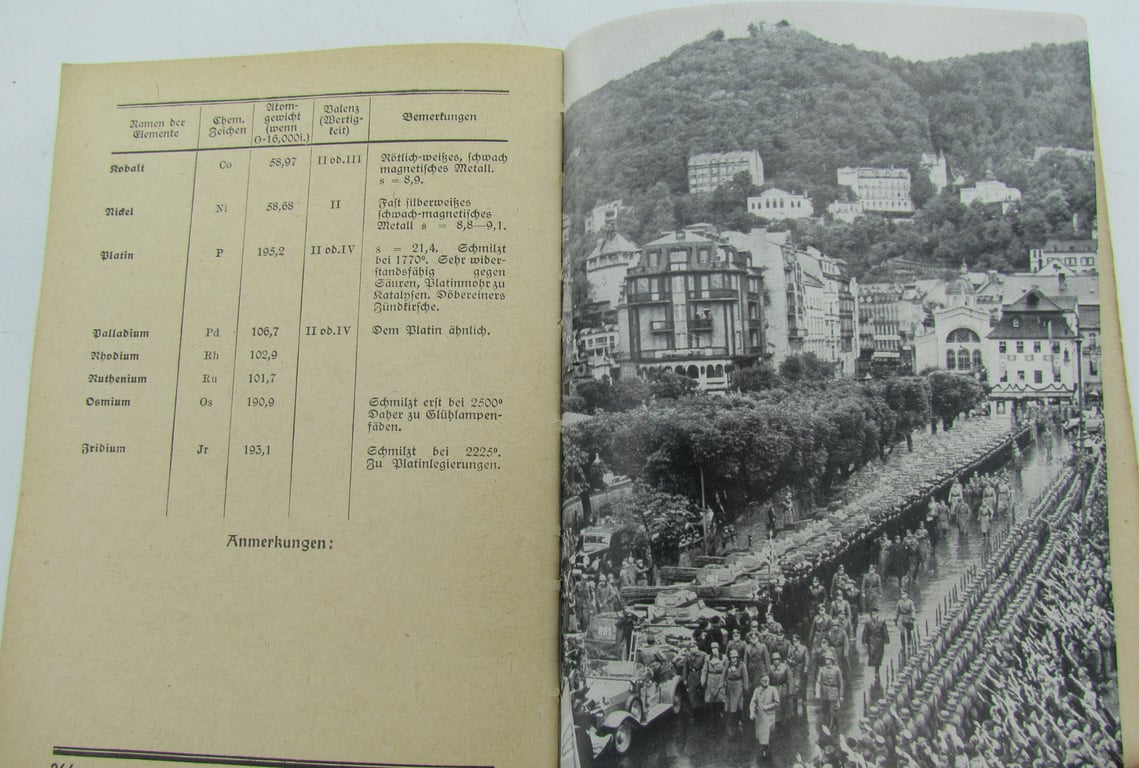 Namen der Elemente | Chem. Zeichen | Atom-gewicht (wenn O-16,000i.) | Valenz (Wertig-keit) | Bemerkungen
Kobalt | Co | 58,97 | II od. III | Rötlich-weißes, schwach
magnetisches Metall.
s = 8,9.
Nickel | Ni | 58,68 | II | Fast silberweißes
schwach-magnetisches
Metall s = 8,8—9,1.
Platin | P | 195,2 | II od. IV | s = 21,4. Schmilzt
bei 1770°. Sehr wider-
standsfähig gegen
Säuren, Platinmohr zu
Katalysen. Döbereiners
Zündkirsche.
Palladium | Pd | 106,7 | II od. IV | Dem Platin ähnlich.
Rhodium | Rh | 102,9
Ruthenium | Ru | 101,7
Osmium | Os | 190,9 | Schmilzt erst bei 2500°
Daher zu Glühlampen-
fäden.
Iridium | Jr | 193,1 | Schmilzt bei 2225°.
Zu Platinlegierungen.
Anmerkungen: